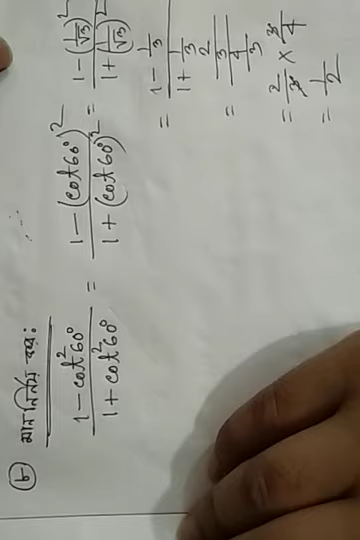 ৮ মান নির্ণয় কর:
(1 - cot²60°)/(1 + cot²60°) = (1 - (cot60°)²)/(1 + (cot60°)²) = (1 - (1/√3)²)/(1 + (1/√3)²)
= (1 - 1/3)/(1 + 1/3)
= (2/3)/(4/3)
= 2/3 × 3/4
= 1/2